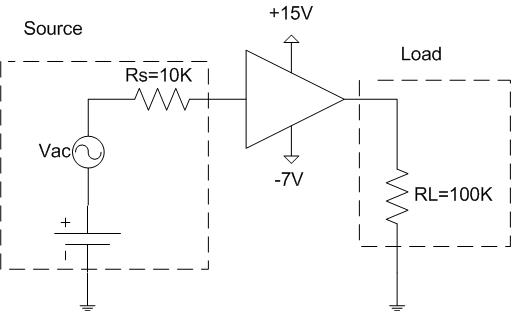 Source
+15V
Load
Rs=10K
Vac
+
-
-7V
RL=100K